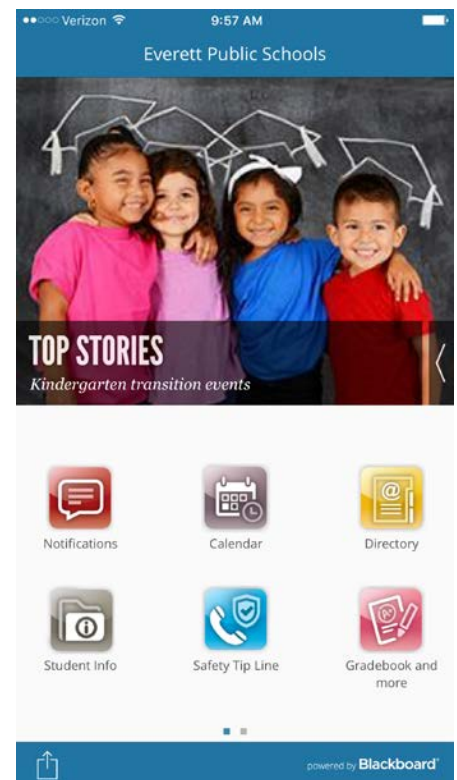 Verizon 9:57 AM
Everett Public Schools
TOP STORIES
Kindergarten transition events
Notifications Calendar Directory
Student Info Safety Tip Line Gradebook and more
powered by Blackboard